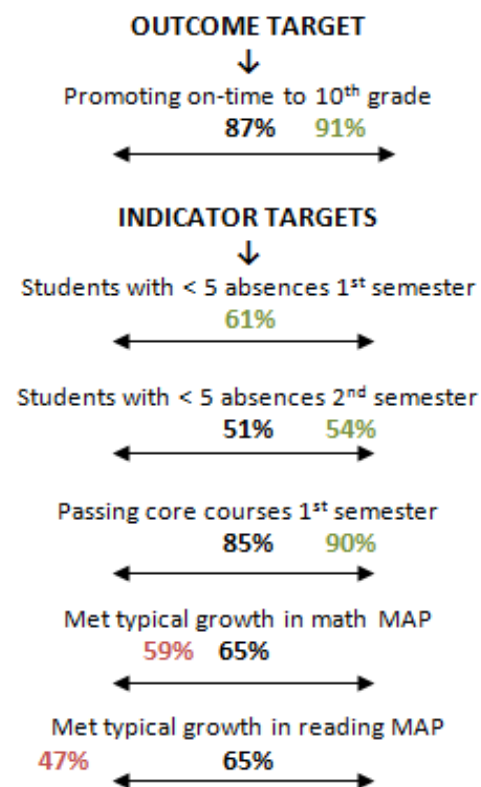 OUTCOME TARGET
↓
Promoting on-time to 10th grade
87% 91%
INDICATOR TARGETS
↓
Students with < 5 absences 1st semester
61%
Students with < 5 absences 2nd semester
51% 54%
Passing core courses 1st semester
85% 90%
Met typical growth in math MAP
59% 65%
Met typical growth in reading MAP
47% 65%